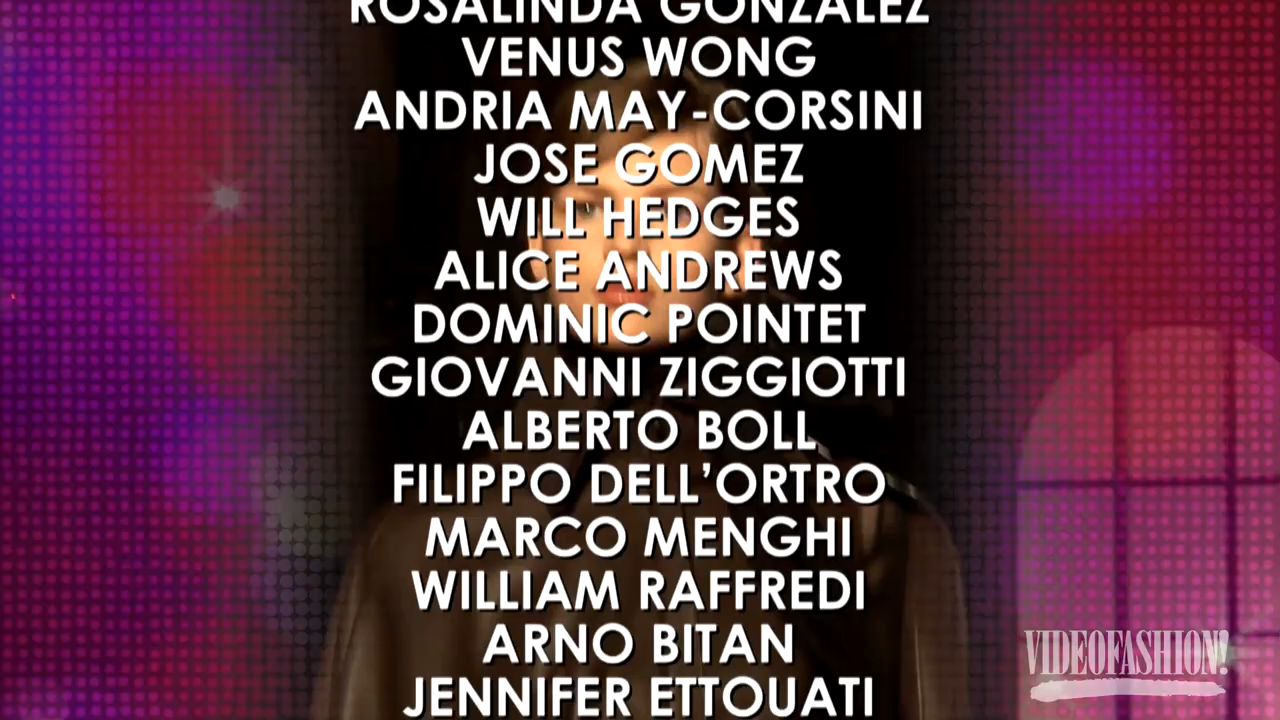 ROSALINDA GONZALEZ
VENUS WONG
ANDRIA MAY-CORSINI
JOSE GOMEZ
WILL HEDGES
ALICE ANDREWS
DOMINIC POINTET
GIOVANNI ZIGGIOTTI
ALBERTO BOLL
FILIPPO DELL’ORTRO
MARCO MENGHI
WILLIAM RAFFREDI
ARNO BITAN
JENNIFER ETTOUATI
VIDEOFASHION!